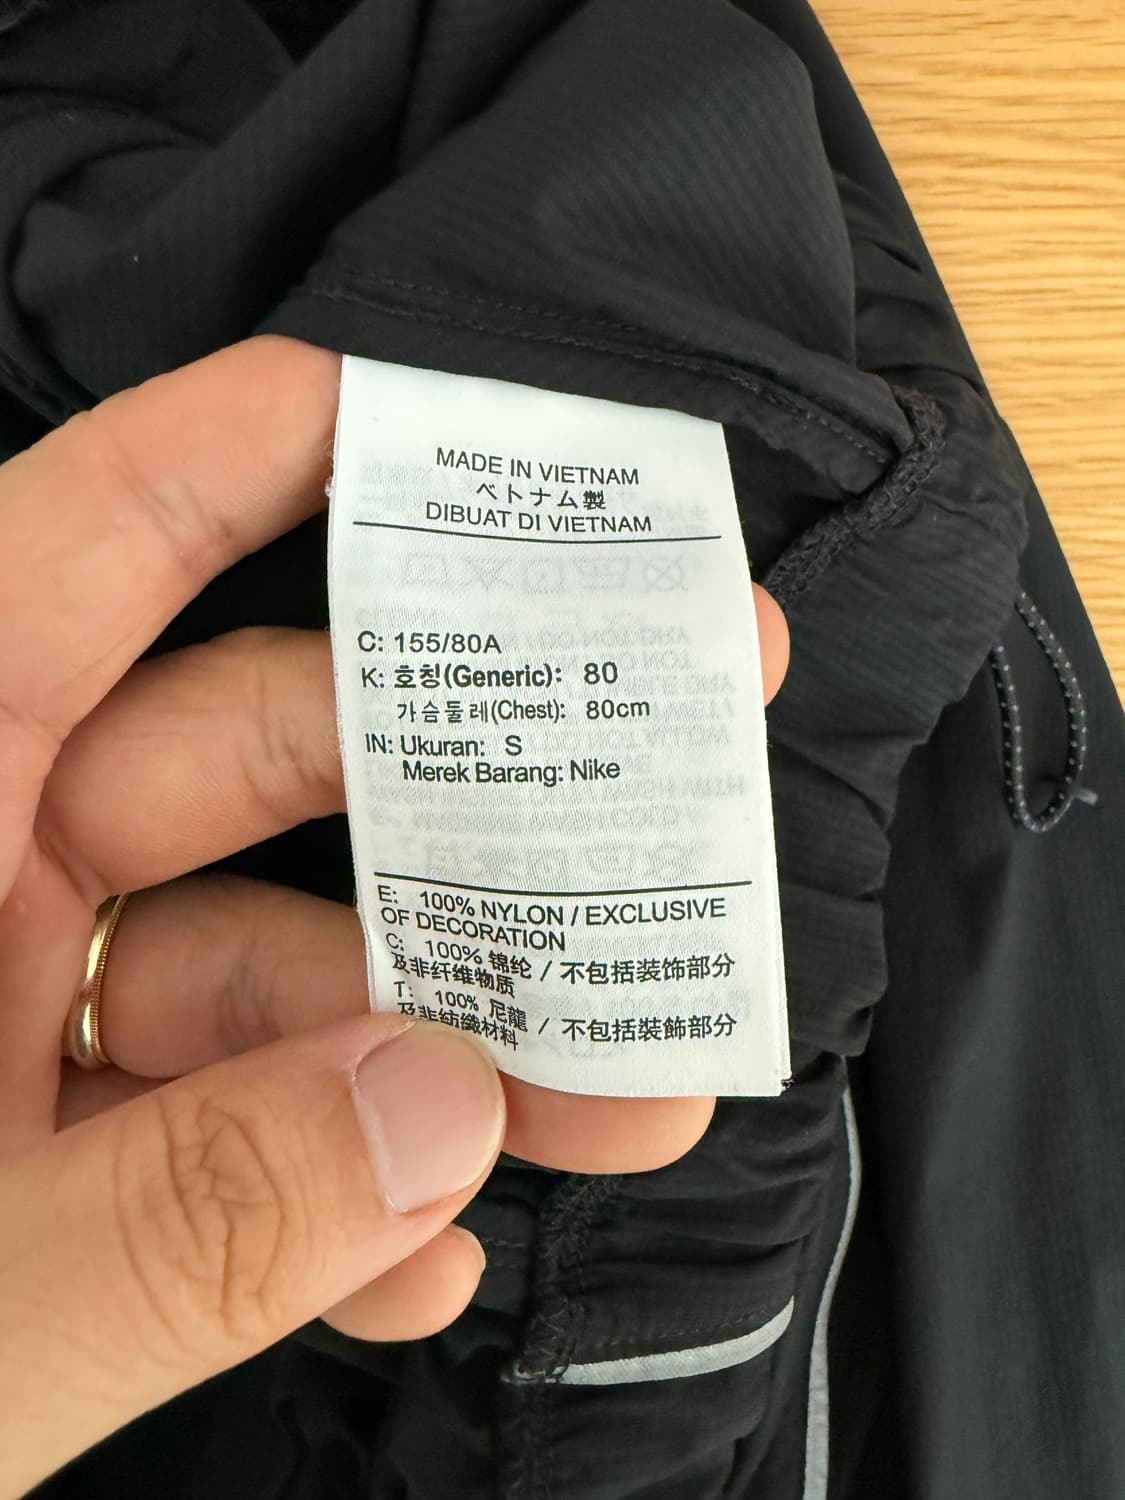 MADE IN VIETNAM
ベトナム製
DIBUAT DI VIETNAM
C: 155/80A
K: 호칭(Generic): 80
가슴둘레(Chest): 80cm
IN: Ukuran: S
Merek Barang: Nike
E: 100% NYLON / EXCLUSIVE
OF DECORATION
C: 100% 锦纶 / 不包括装饰部分
及非纤维物质
T: 100% 尼龍 / 不包括裝飾部分
及非紡織材料